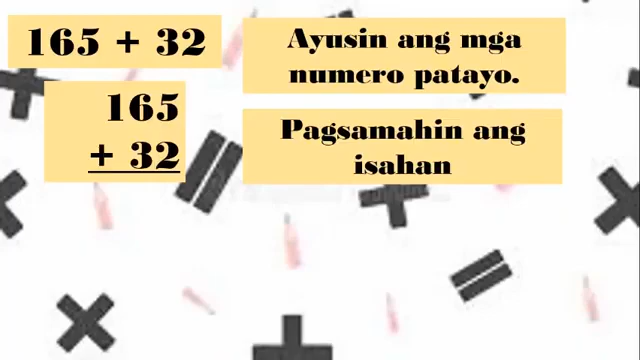 165 + 32
Ayusin ang mga
numero patayo.
165
+ 32
Pagsamahin ang
isahan